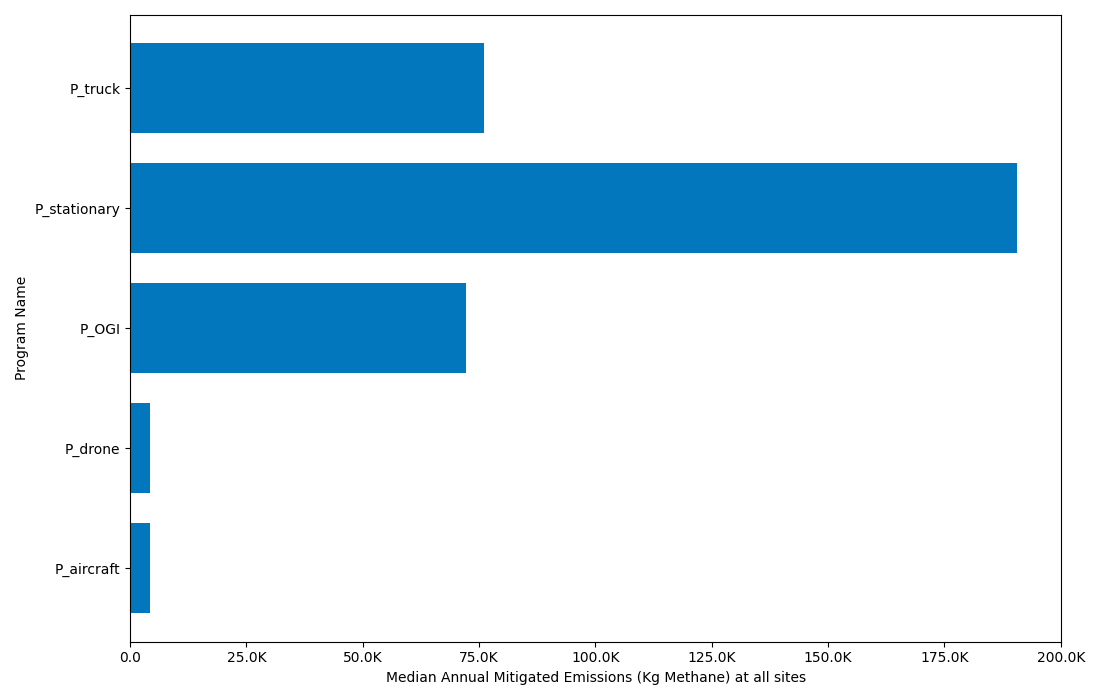 P_truck
P_stationary
P_OGI
P_drone
P_aircraft
Program Name
0.0 25.0K 50.0K 75.0K 100.0K 125.0K 150.0K 175.0K 200.0K
Median Annual Mitigated Emissions (Kg Methane) at all sites